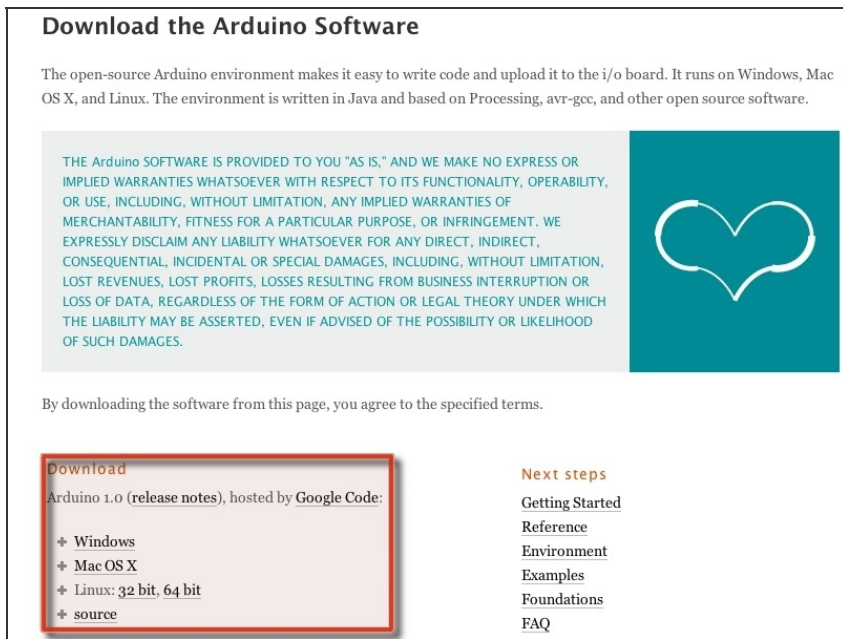 Download the Arduino Software
The open-source Arduino environment makes it easy to write code and upload it to the i/o board. It runs on Windows, Mac
OS X, and Linux. The environment is written in Java and based on Processing, avr-gcc, and other open source software.
THE Arduino SOFTWARE IS PROVIDED TO YOU "AS IS," AND WE MAKE NO EXPRESS OR
IMPLIED WARRANTIES WHATSOEVER WITH RESPECT TO ITS FUNCTIONALITY, OPERABILITY,
OR USE, INCLUDING, WITHOUT LIMITATION, ANY IMPLIED WARRANTIES OF
MERCHANTABILITY, FITNESS FOR A PARTICULAR PURPOSE, OR INFRINGEMENT. WE
EXPRESSLY DISCLAIM ANY LIABILITY WHATSOEVER FOR ANY DIRECT, INDIRECT,
CONSEQUENTIAL, INCIDENTAL OR SPECIAL DAMAGES, INCLUDING, WITHOUT LIMITATION,
LOST REVENUES, LOST PROFITS, LOSSES RESULTING FROM BUSINESS INTERRUPTION OR
LOSS OF DATA, REGARDLESS OF THE FORM OF ACTION OR LEGAL THEORY UNDER WHICH
THE LIABILITY MAY BE ASSERTED, EVEN IF ADVISED OF THE POSSIBILITY OR LIKELIHOOD
OF SUCH DAMAGES.
By downloading the software from this page, you agree to the specified terms.
Download
Arduino 1.0 (release notes), hosted by Google Code:
+ Windows
+ Mac OS X
+ Linux: 32 bit, 64 bit
+ source
Next steps
Getting Started
Reference
Environment
Examples
Foundations
FAQ